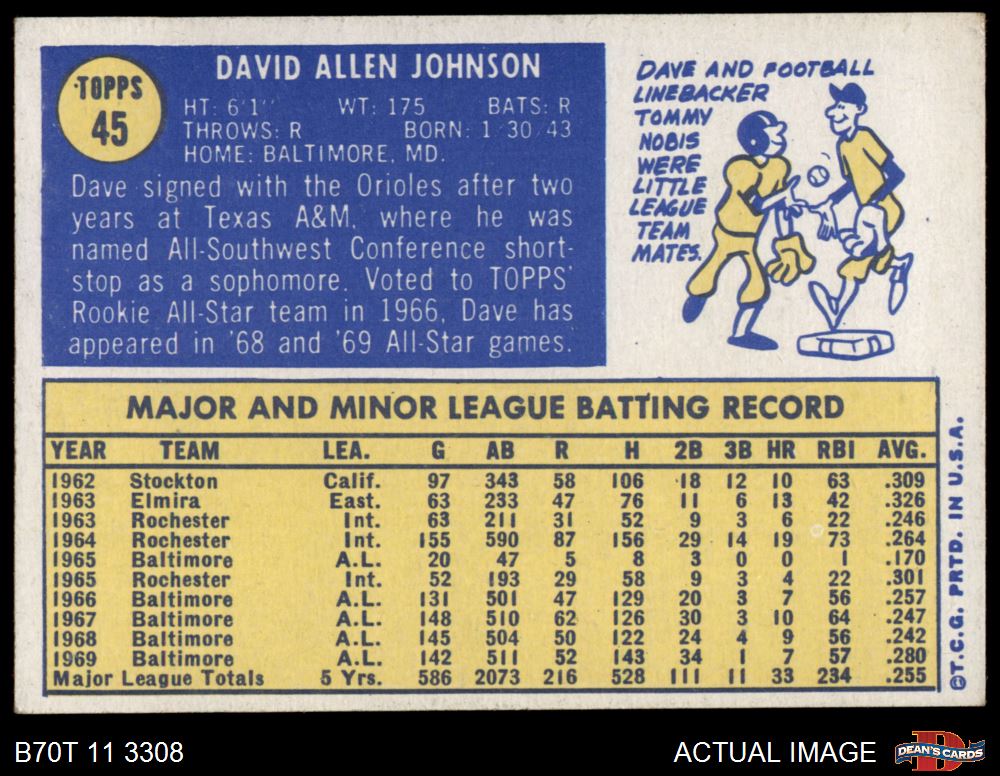 TOPPS
45
DAVID ALLEN JOHNSON
HT: 6'1" WT: 175 BATS: R
THROWS: R BORN: 1 30 43
HOME: BALTIMORE, MD.
Dave signed with the Orioles after two
years at Texas A&M, where he was
named All-Southwest Conference short-
stop as a sophomore. Voted to TOPPS'
Rookie All-Star team in 1966, Dave has
appeared in '68 and '69 All-Star games.
DAVE AND FOOTBALL
LINEBACKER
TOMMY
NOBIS
WERE
LITTLE
LEAGUE
TEAM
MATES.
MAJOR AND MINOR LEAGUE BATTING RECORD
YEAR TEAM LEA. G AB R H 2B 3B HR RBI AVG.
1962 Stockton Calif. 97 343 58 106 18 12 10 63 .309
1963 Elmira East. 63 233 47 76 11 6 13 42 .326
1963 Rochester Int. 63 211 31 52 9 3 6 22 .246
1964 Rochester Int. 155 590 87 156 29 14 19 73 .264
1965 Baltimore A.L. 20 47 5 8 3 0 0 1 .170
1965 Rochester Int. 52 193 29 58 9 3 4 22 .301
1966 Baltimore A.L. 131 501 47 129 20 3 7 56 .257
1967 Baltimore A.L. 148 510 62 126 30 3 10 64 .247
1968 Baltimore A.L. 145 504 50 122 24 4 9 56 .242
1969 Baltimore A.L. 142 511 52 143 34 1 7 57 .280
Major League Totals 5 Yrs. 586 2073 216 528 111 11 33 234 .255
©T.C.G. PRTD. IN U.S.A.
B70T 11 3308
ACTUAL IMAGE
DEAN'S CARDS